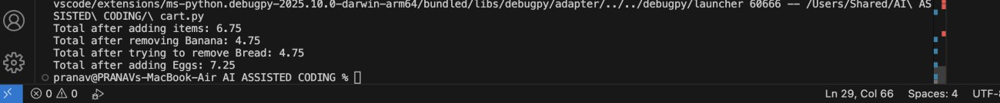 vscode/extensions/ms-python.debugpy-2025.10.0-darwin-arm64/bundled/libs/debugpy/adapter/../../debugpy/launcher 60666 -- /Users/Shared/AI\ AS
SISTED\ CODING/\ cart.py
Total after adding items: 6.75
Total after removing Banana: 4.75
Total after trying to remove Bread: 4.75
Total after adding Eggs: 7.25
pranav@PRANAVs-MacBook-Air AI ASSISTED CODING %
0 0 Ln 29, Col 66 Spaces: 4 UTF-8